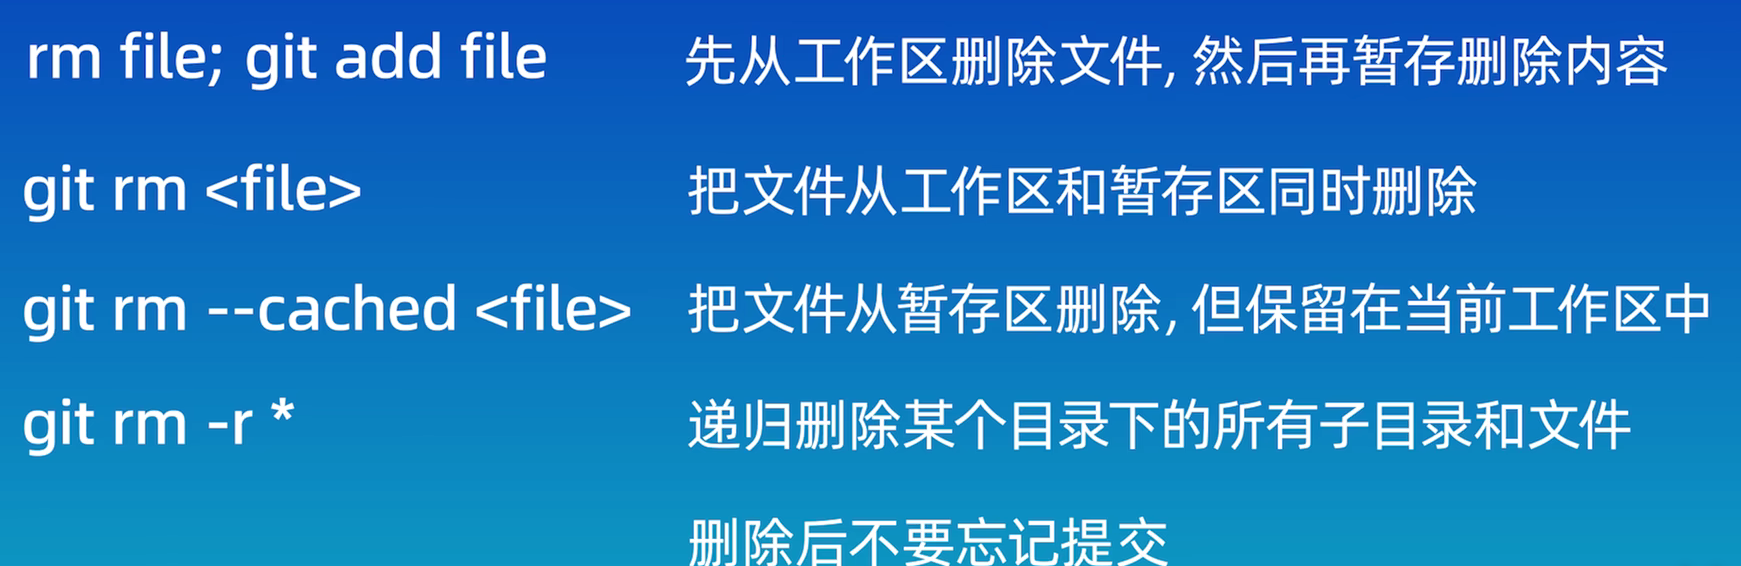 rm file; git add file 先从工作区删除文件, 然后再暂存删除内容
git rm <file> 把文件从工作区和暂存区同时删除
git rm --cached <file> 把文件从暂存区删除, 但保留在当前工作区中
git rm -r * 递归删除某个目录下的所有子目录和文件
删除后不要忘记提交